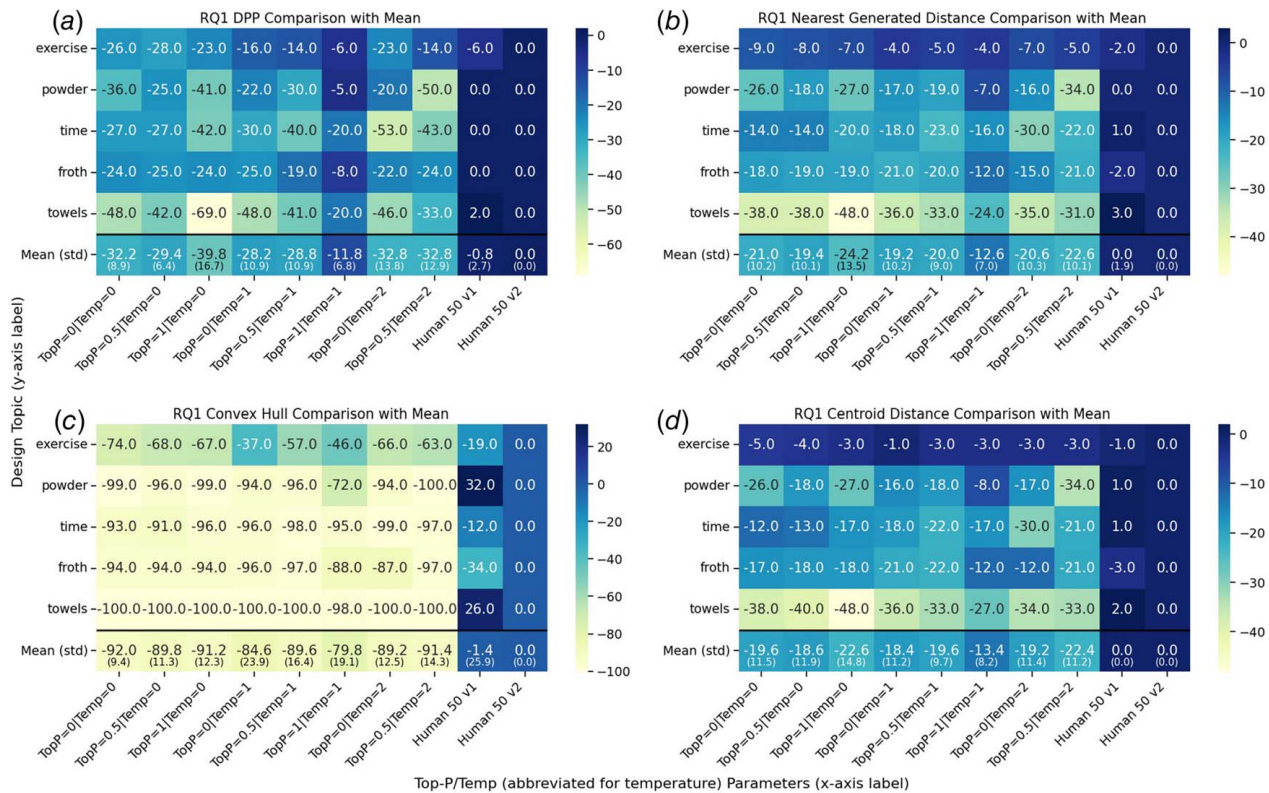 (a) RQ1 DPP Comparison with Mean
exercise -26.0 -28.0 -23.0 -16.0 -14.0 -6.0 -23.0 -14.0 -6.0 0.0
powder -36.0 -25.0 -41.0 -22.0 -30.0 -5.0 -20.0 -50.0 0.0 0.0
time -27.0 -27.0 -42.0 -30.0 -40.0 -20.0 -53.0 -43.0 0.0 0.0
froth -24.0 -25.0 -24.0 -25.0 -19.0 -8.0 -22.0 -24.0 0.0 0.0
towels -48.0 -42.0 -69.0 -48.0 -41.0 -20.0 -46.0 -33.0 2.0 0.0
Mean (std) -32.2 -29.4 -39.8 -28.2 -28.8 -11.8 -32.8 -32.8 -0.8 0.0
(8.9) (6.4) (16.7) (10.9) (10.9) (6.8) (13.8) (12.9) (2.7) (0.0)
TopP=0|Temp=0 TopP=0.5|Temp=0 TopP=1|Temp=0 TopP=0|Temp=1 TopP=0.5|Temp=1 TopP=1|Temp=1 TopP=0|Temp=2 TopP=0.5|Temp=2 Human 50 v1 Human 50 v2
0
−10
−20
−30
−40
−50
−60
(b) RQ1 Nearest Generated Distance Comparison with Mean
exercise -9.0 -8.0 -7.0 -4.0 -5.0 -4.0 -7.0 -5.0 -2.0 0.0
powder -26.0 -18.0 -27.0 -17.0 -19.0 -7.0 -16.0 -34.0 0.0 0.0
time -14.0 -14.0 -20.0 -18.0 -23.0 -16.0 -30.0 -22.0 1.0 0.0
froth -18.0 -19.0 -19.0 -21.0 -20.0 -12.0 -15.0 -21.0 -2.0 0.0
towels -38.0 -38.0 -48.0 -36.0 -33.0 -24.0 -35.0 -31.0 3.0 0.0
Mean (std) -21.0 -19.4 -24.2 -19.2 -20.0 -12.6 -20.6 -22.6 0.0 0.0
(10.2) (10.1) (13.5) (10.2) (9.0) (7.0) (10.3) (10.1) (1.9) (0.0)
TopP=0|Temp=0 TopP=0.5|Temp=0 TopP=1|Temp=0 TopP=0|Temp=1 TopP=0.5|Temp=1 TopP=1|Temp=1 TopP=0|Temp=2 TopP=0.5|Temp=2 Human 50 v1 Human 50 v2
0
−10
−20
−30
−40
Design Topic (y-axis label)
(c) RQ1 Convex Hull Comparison with Mean
exercise -74.0 -68.0 -67.0 -37.0 -57.0 -46.0 -66.0 -63.0 -19.0 0.0
powder -99.0 -96.0 -99.0 -94.0 -96.0 -72.0 -94.0 -100.0 32.0 0.0
time -93.0 -91.0 -96.0 -96.0 -98.0 -95.0 -99.0 -97.0 -12.0 0.0
froth -94.0 -94.0 -94.0 -96.0 -97.0 -88.0 -87.0 -97.0 -34.0 0.0
towels -100.0 -100.0 -100.0 -100.0 -100.0 -98.0 -100.0 -100.0 26.0 0.0
Mean (std) -92.0 -89.8 -91.2 -84.6 -89.6 -79.8 -89.2 -91.4 -1.4 0.0
(9.4) (11.3) (12.3) (23.9) (16.4) (19.1) (12.5) (14.3) (25.9) (0.0)
TopP=0|Temp=0 TopP=0.5|Temp=0 TopP=1|Temp=0 TopP=0|Temp=1 TopP=0.5|Temp=1 TopP=1|Temp=1 TopP=0|Temp=2 TopP=0.5|Temp=2 Human 50 v1 Human 50 v2
20
0
−20
−40
−60
−80
−100
(d) RQ1 Centroid Distance Comparison with Mean
exercise -5.0 -4.0 -3.0 -1.0 -3.0 -3.0 -3.0 -3.0 -1.0 0.0
powder -26.0 -18.0 -27.0 -16.0 -18.0 -8.0 -17.0 -34.0 1.0 0.0
time -12.0 -13.0 -17.0 -18.0 -22.0 -17.0 -30.0 -21.0 1.0 0.0
froth -17.0 -18.0 -18.0 -21.0 -22.0 -12.0 -12.0 -21.0 -3.0 0.0
towels -38.0 -40.0 -48.0 -36.0 -33.0 -27.0 -34.0 -33.0 2.0 0.0
Mean (std) -19.6 -18.6 -22.6 -18.4 -19.6 -13.4 -19.2 -22.4 0.0 0.0
(11.5) (11.9) (14.8) (11.2) (9.7) (8.2) (11.4) (11.2) (0.0) (0.0)
TopP=0|Temp=0 TopP=0.5|Temp=0 TopP=1|Temp=0 TopP=0|Temp=1 TopP=0.5|Temp=1 TopP=1|Temp=1 TopP=0|Temp=2 TopP=0.5|Temp=2 Human 50 v1 Human 50 v2
0
−10
−20
−30
−40
Top-P/Temp (abbreviated for temperature) Parameters (x-axis label)